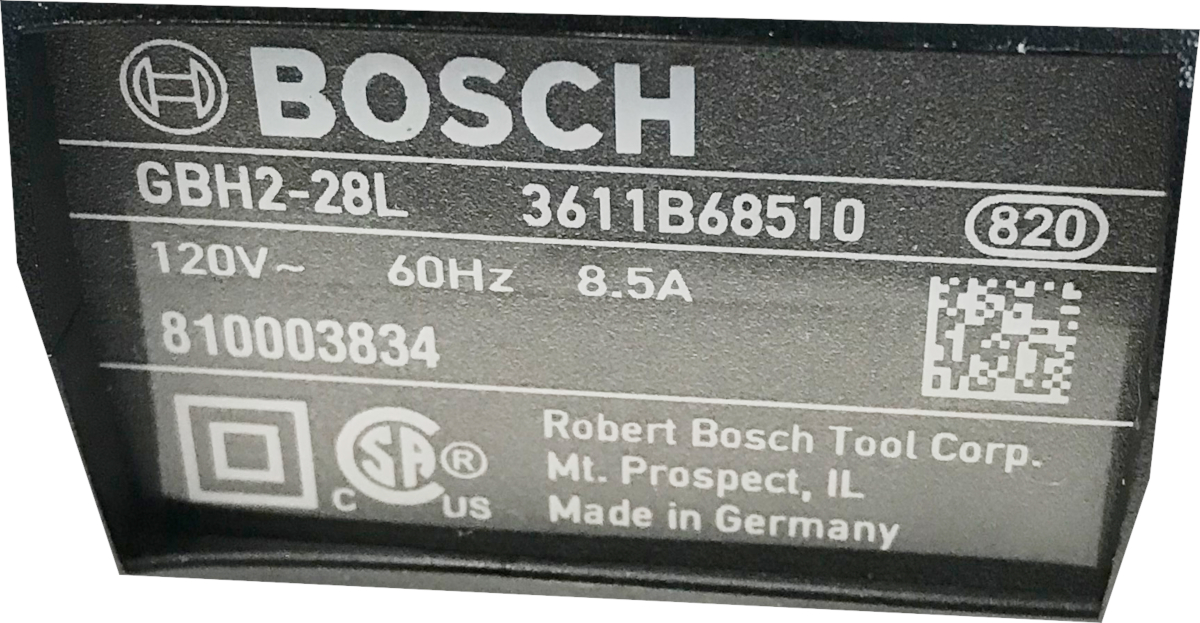 BOSCH
GBH2-28L 3611B68510 820
120V~ 60Hz 8.5A
810003834
Robert Bosch Tool Corp.
Mt. Prospect, IL
Made in Germany
C SA ® US